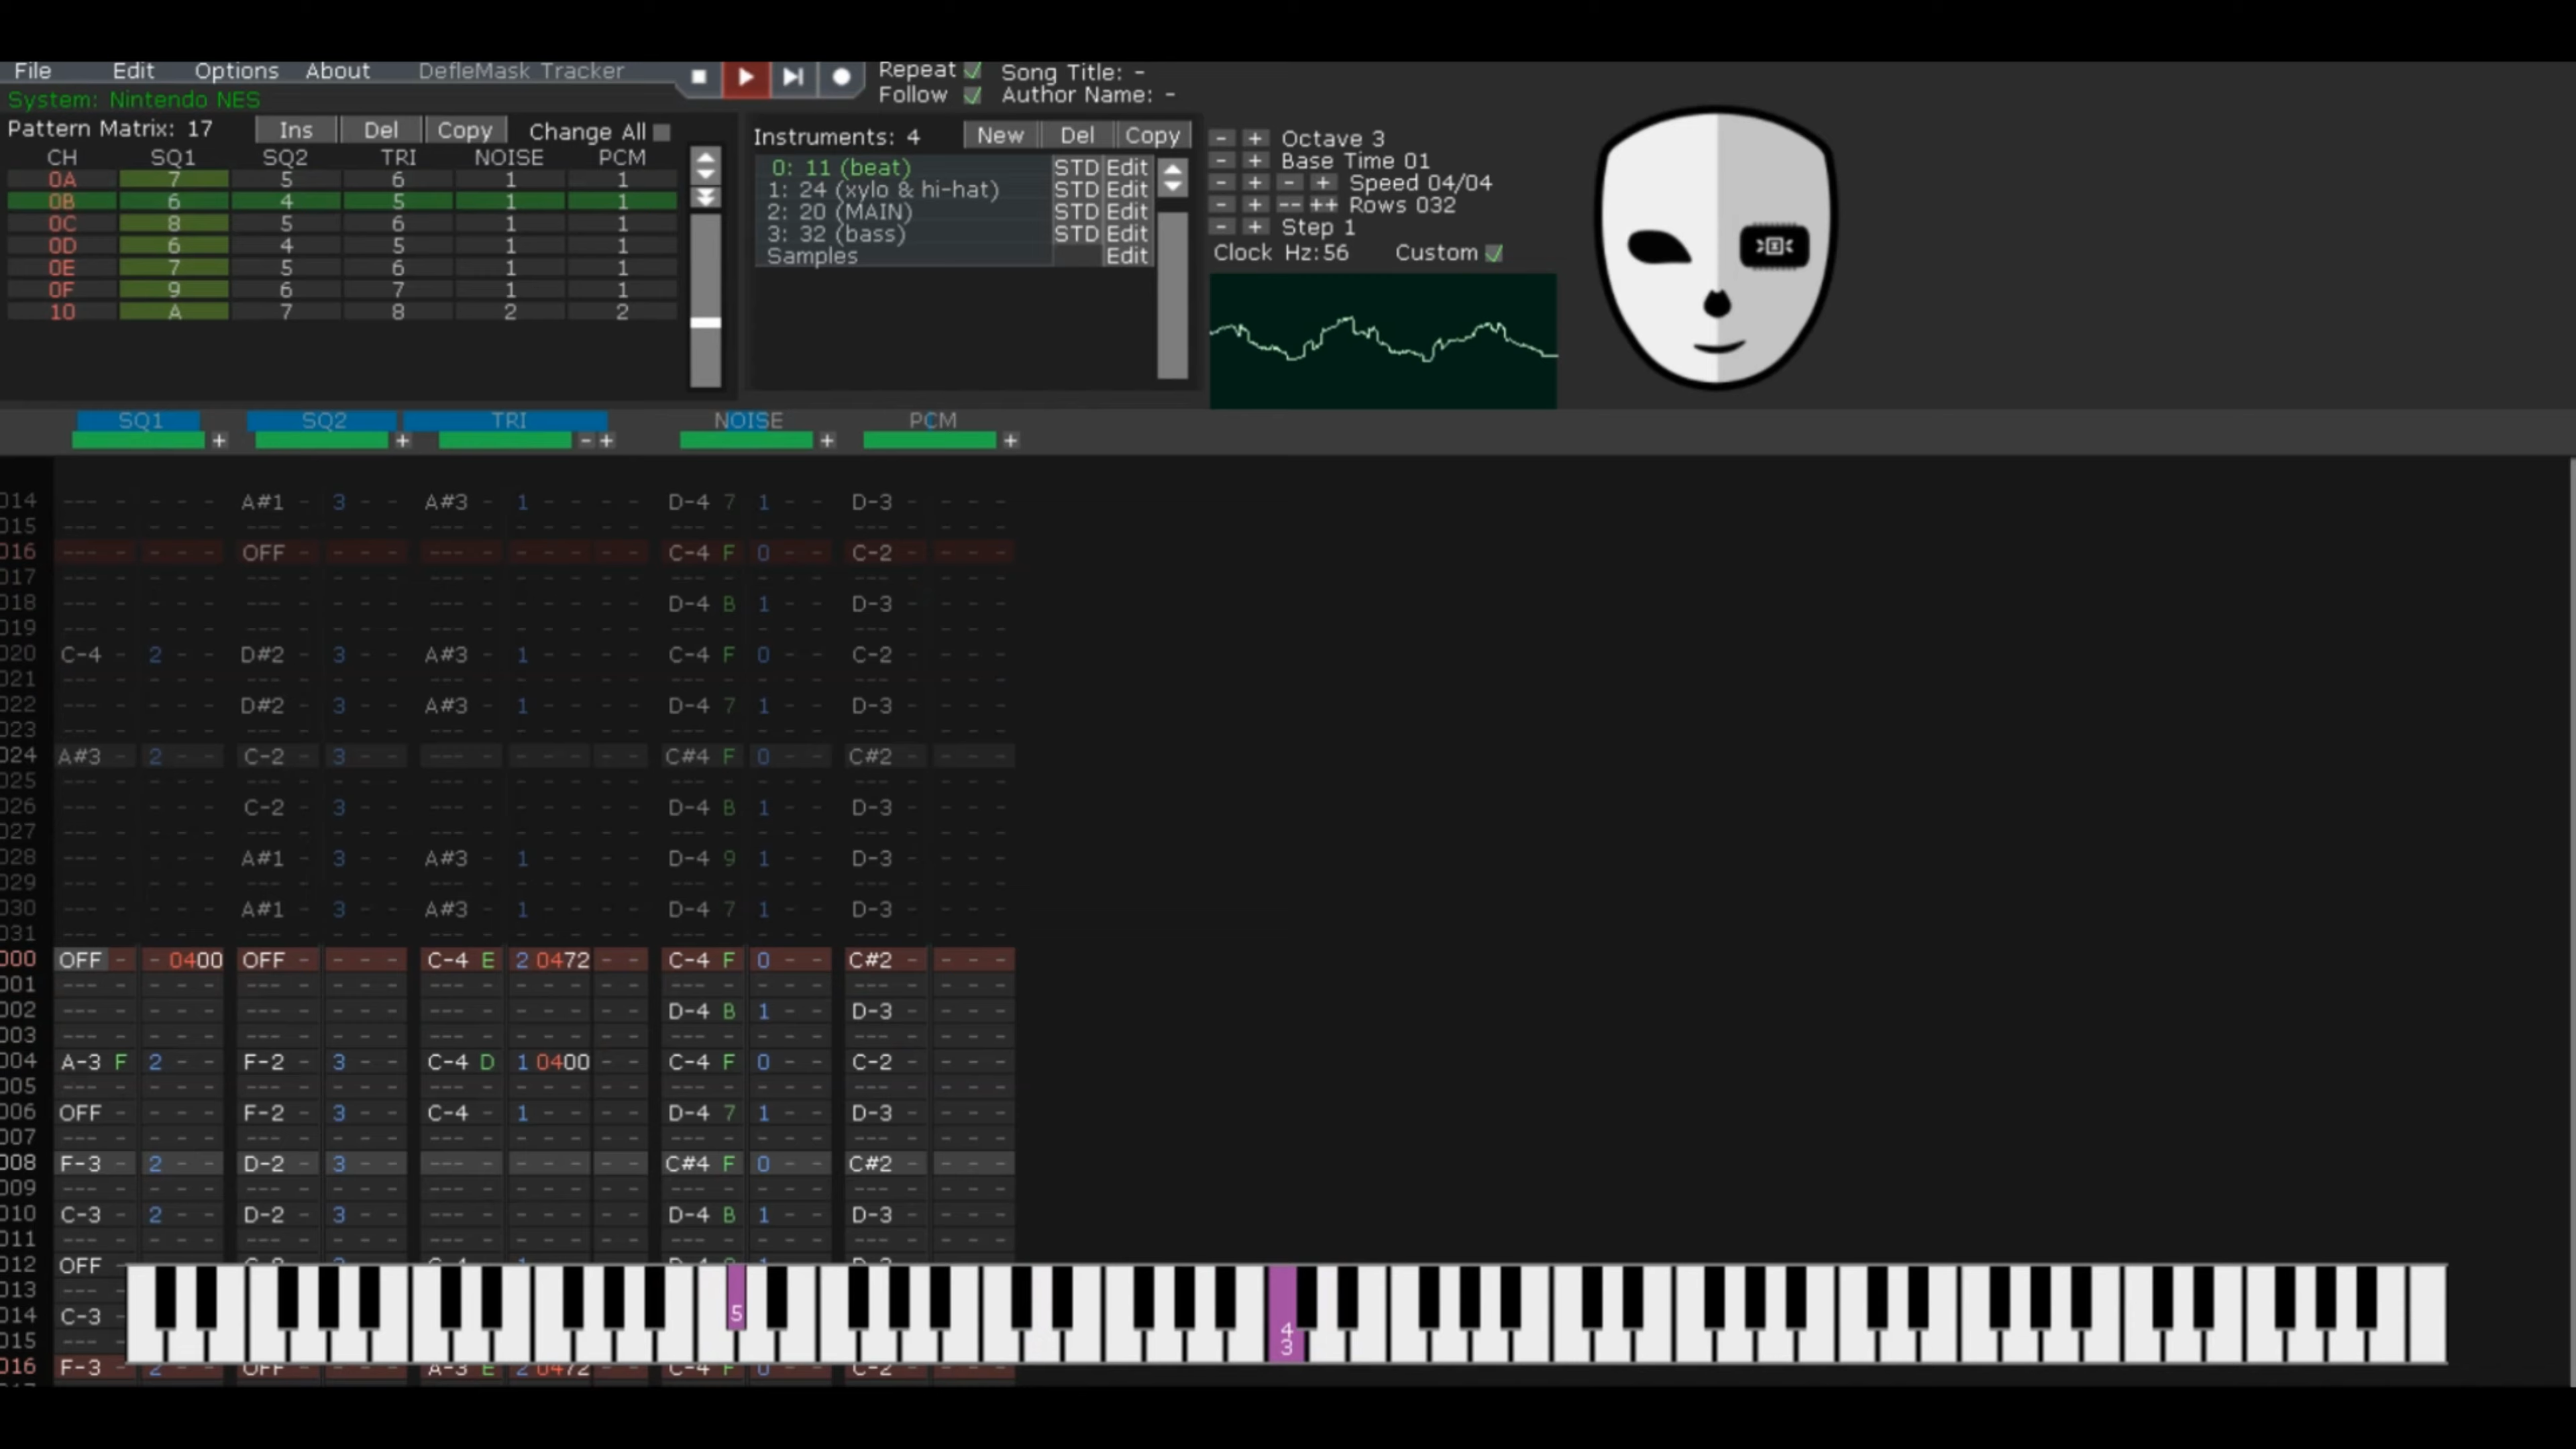 File Edit Options About DefleMask Tracker
Repeat Song Title: -
Follow Author Name: -
System: Nintendo NES
Pattern Matrix: 17 Ins Del Copy Change All
CH SQ1 SQ2 TRI NOISE PCM
0A 7 5 6 1 1
0B 6 4 5 1 1
0C 8 5 6 1 1
0D 6 4 5 1 1
0E 7 5 6 1 1
0F 9 6 7 1 1
10 A 7 8 2 2
Instruments: 4 New Del Copy
0: 11 (beat) STD Edit
1: 24 (xylo & hi-hat) STD Edit
2: 20 (MAIN) STD Edit
3: 32 (bass) STD Edit
Samples Edit
- + Octave 3
- + Base Time 01
- + - + Speed 04/04
- + -- ++ Rows 032
- + Step 1
Clock Hz:56 Custom
SQ1 SQ2 TRI NOISE PCM
+ + - + + +
014 --- - - - - A#1 - 3 - - A#3 - 1 - - - - D-4 7 1 - - D-3 - - - -
015 --- - - - - --- - - - - --- - - - - - - --- - - - - --- - - - -
016 --- - - - - OFF - - - - --- - - - - - - C-4 F 0 - - C-2 - - - -
017 --- - - - - --- - - - - --- - - - - - - --- - - - - --- - - - -
018 --- - - - - --- - - - - --- - - - - - - D-4 B 1 - - D-3 - - - -
019 --- - - - - --- - - - - --- - - - - - - --- - - - - --- - - - -
020 C-4 - 2 - - D#2 - 3 - - A#3 - 1 - - - - C-4 F 0 - - C-2 - - - -
021 --- - - - - --- - - - - --- - - - - - - --- - - - - --- - - - -
022 --- - - - - D#2 - 3 - - A#3 - 1 - - - - D-4 7 1 - - D-3 - - - -
023 --- - - - - --- - - - - --- - - - - - - --- - - - - --- - - - -
024 A#3 - 2 - - C-2 - 3 - - --- - - - - - - C#4 F 0 - - C#2 - - - -
025 --- - - - - --- - - - - --- - - - - - - --- - - - - --- - - - -
026 --- - - - - C-2 - 3 - - --- - - - - - - D-4 B 1 - - D-3 - - - -
027 --- - - - - --- - - - - --- - - - - - - --- - - - - --- - - - -
028 --- - - - - A#1 - 3 - - A#3 - 1 - - - - D-4 9 1 - - D-3 - - - -
029 --- - - - - --- - - - - --- - - - - - - --- - - - - --- - - - -
030 --- - - - - A#1 - 3 - - A#3 - 1 - - - - D-4 7 1 - - D-3 - - - -
031 --- - - - - --- - - - - --- - - - - - - --- - - - - --- - - - -
000 OFF - - 0400 OFF - - - - C-4 E 2 0472 - - C-4 F 0 - - C#2 - - - -
001 --- - - - - --- - - - - --- - - - - - - --- - - - - --- - - - -
002 --- - - - - --- - - - - --- - - - - - - D-4 B 1 - - D-3 - - - -
003 --- - - - - --- - - - - --- - - - - - - --- - - - - --- - - - -
004 A-3 F 2 - - F-2 - 3 - - C-4 D 1 0400 - - C-4 F 0 - - C-2 - - - -
005 --- - - - - --- - - - - --- - - - - - - --- - - - - --- - - - -
006 OFF - - - - F-2 - 3 - - C-4 - 1 - - - - D-4 7 1 - - D-3 - - - -
007 --- - - - - --- - - - - --- - - - - - - --- - - - - --- - - - -
008 F-3 - 2 - - D-2 - 3 - - --- - - - - - - C#4 F 0 - - C#2 - - - -
009 --- - - - - --- - - - - --- - - - - - - --- - - - - --- - - - -
010 C-3 - 2 - - D-2 - 3 - - --- - - - - - - D-4 B 1 - - D-3 - - - -
011 --- - - - - --- - - - - --- - - - - - - --- - - - - --- - - - -
012 OFF
013 ---
014 C-3
5
4
015 ---
3
016 F-3 - 2 - - OFF - - - - A-3 E 2 0472 - - C-4 F 0 - - C-2 - - - -